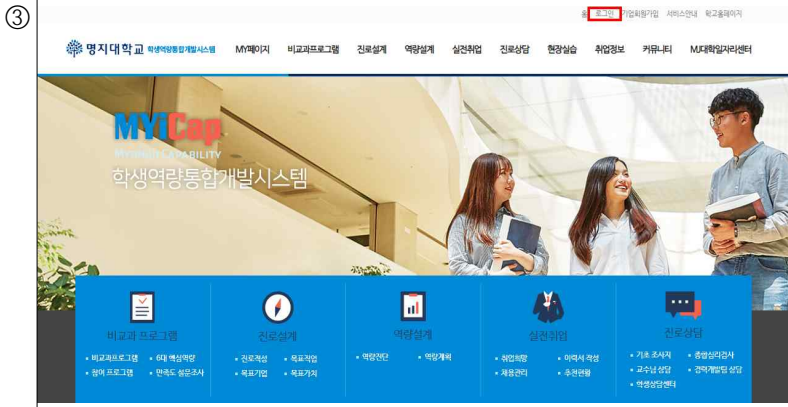 ③
홈 로그인 기업회원가입 서비스안내 학교홈페이지
명지대학교 학생역량통합개발시스템 MY페이지 비교과프로그램 진로설계 역량설계 실전취업 진로상담 현장실습 취업정보 커뮤니티 MJ대학일자리센터
MYiCap
MYONGJI CAPABILITY
학생역량통합개발시스템
비교과 프로그램 진로설계 역량설계 실전취업 진로상담
• 비교과프로그램 • 6대 핵심역량 • 진로적성 • 목표직업 • 역량진단 • 역량계획 • 취업희망 • 이력서 작성 • 기초 조사지 • 종합심리검사
• 참여 프로그램 • 만족도 설문조사 • 목표기업 • 목표가치 • 채용관리 • 추천현황 • 교수님 상담 • 경력개발팀 상담
• 학생상담센터